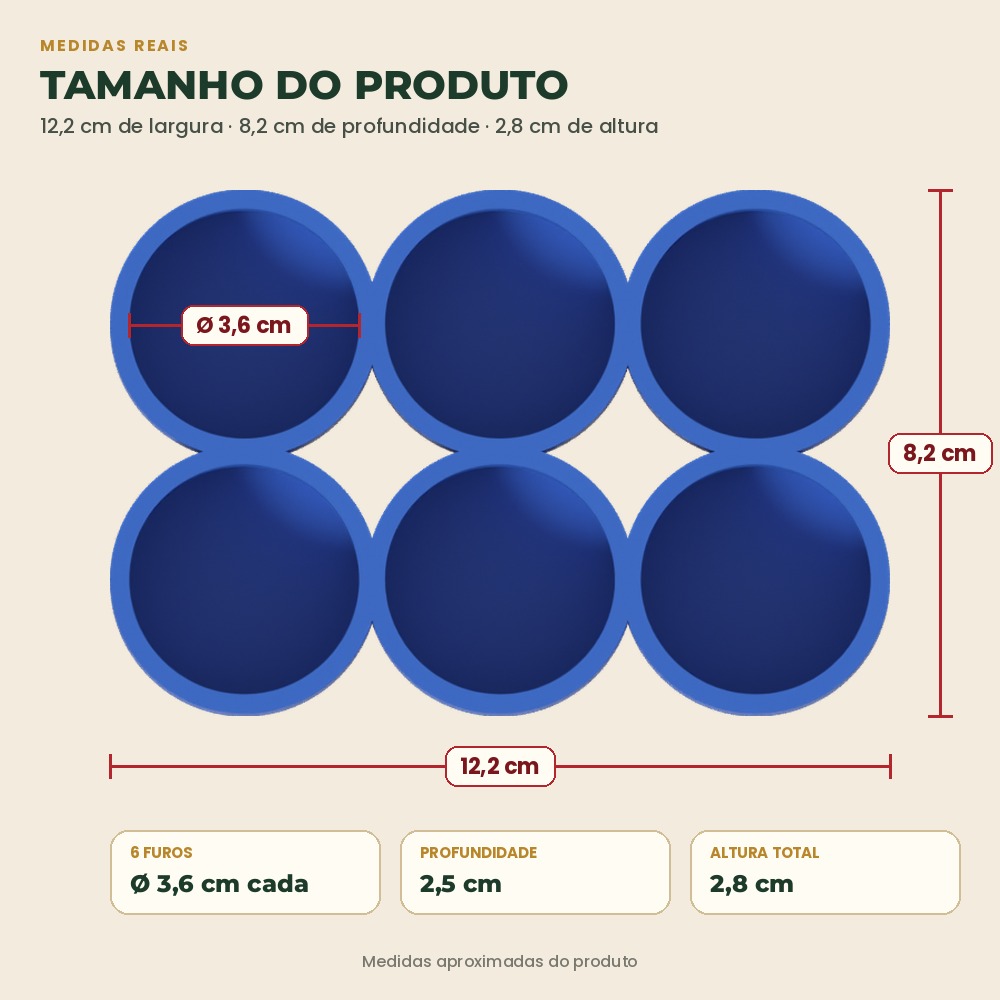 MEDIDAS REAIS
TAMANHO DO PRODUTO
12,2 cm de largura · 8,2 cm de profundidade · 2,8 cm de altura
Ø 3,6 cm
8,2 cm
12,2 cm
6 FUROS
Ø 3,6 cm cada
PROFUNDIDADE
2,5 cm
ALTURA TOTAL
2,8 cm
Medidas aproximadas do produto